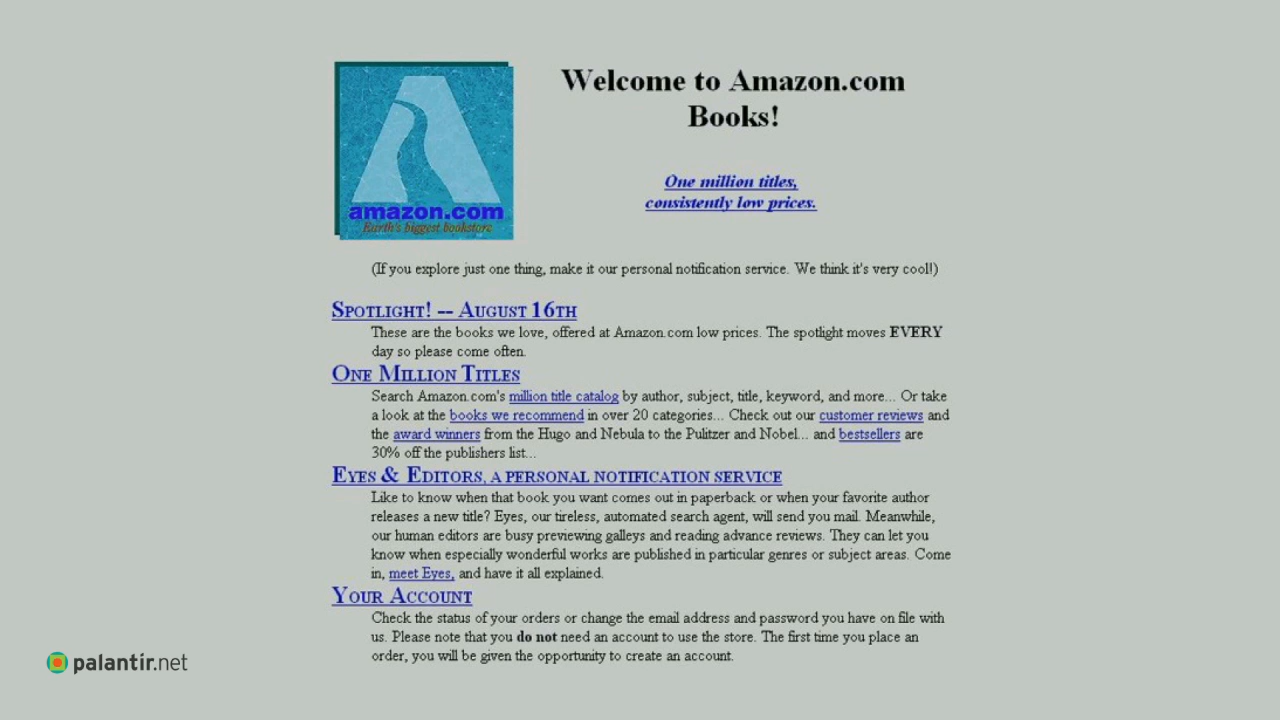 Welcome to Amazon.com
Books!
One million titles,
consistently low prices.
amazon.com
Earth's biggest bookstore
(If you explore just one thing, make it our personal notification service. We think it's very cool!)
SPOTLIGHT! -- AUGUST 16TH
These are the books we love, offered at Amazon.com low prices. The spotlight moves EVERY
day so please come often.
ONE MILLION TITLES
Search Amazon.com's million title catalog by author, subject, title, keyword, and more... Or take
a look at the books we recommend in over 20 categories... Check out our customer reviews and
the award winners from the Hugo and Nebula to the Pulitzer and Nobel... and bestsellers are
30% off the publishers list...
EYES & EDITORS, A PERSONAL NOTIFICATION SERVICE
Like to know when that book you want comes out in paperback or when your favorite author
releases a new title? Eyes, our tireless, automated search agent, will send you mail. Meanwhile,
our human editors are busy previewing galleys and reading advance reviews. They can let you
know when especially wonderful works are published in particular genres or subject areas. Come
in, meet Eyes, and have it all explained.
YOUR ACCOUNT
Check the status of your orders or change the email address and password you have on file with
us. Please note that you do not need an account to use the store. The first time you place an
order, you will be given the opportunity to create an account.
palantir.net